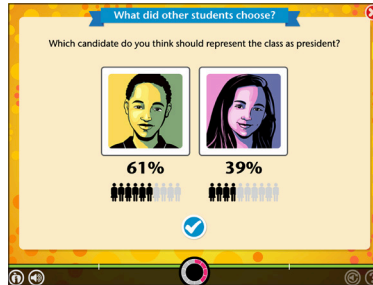 What did other students choose?
Which candidate do you think should represent the class as president?
61% 39%